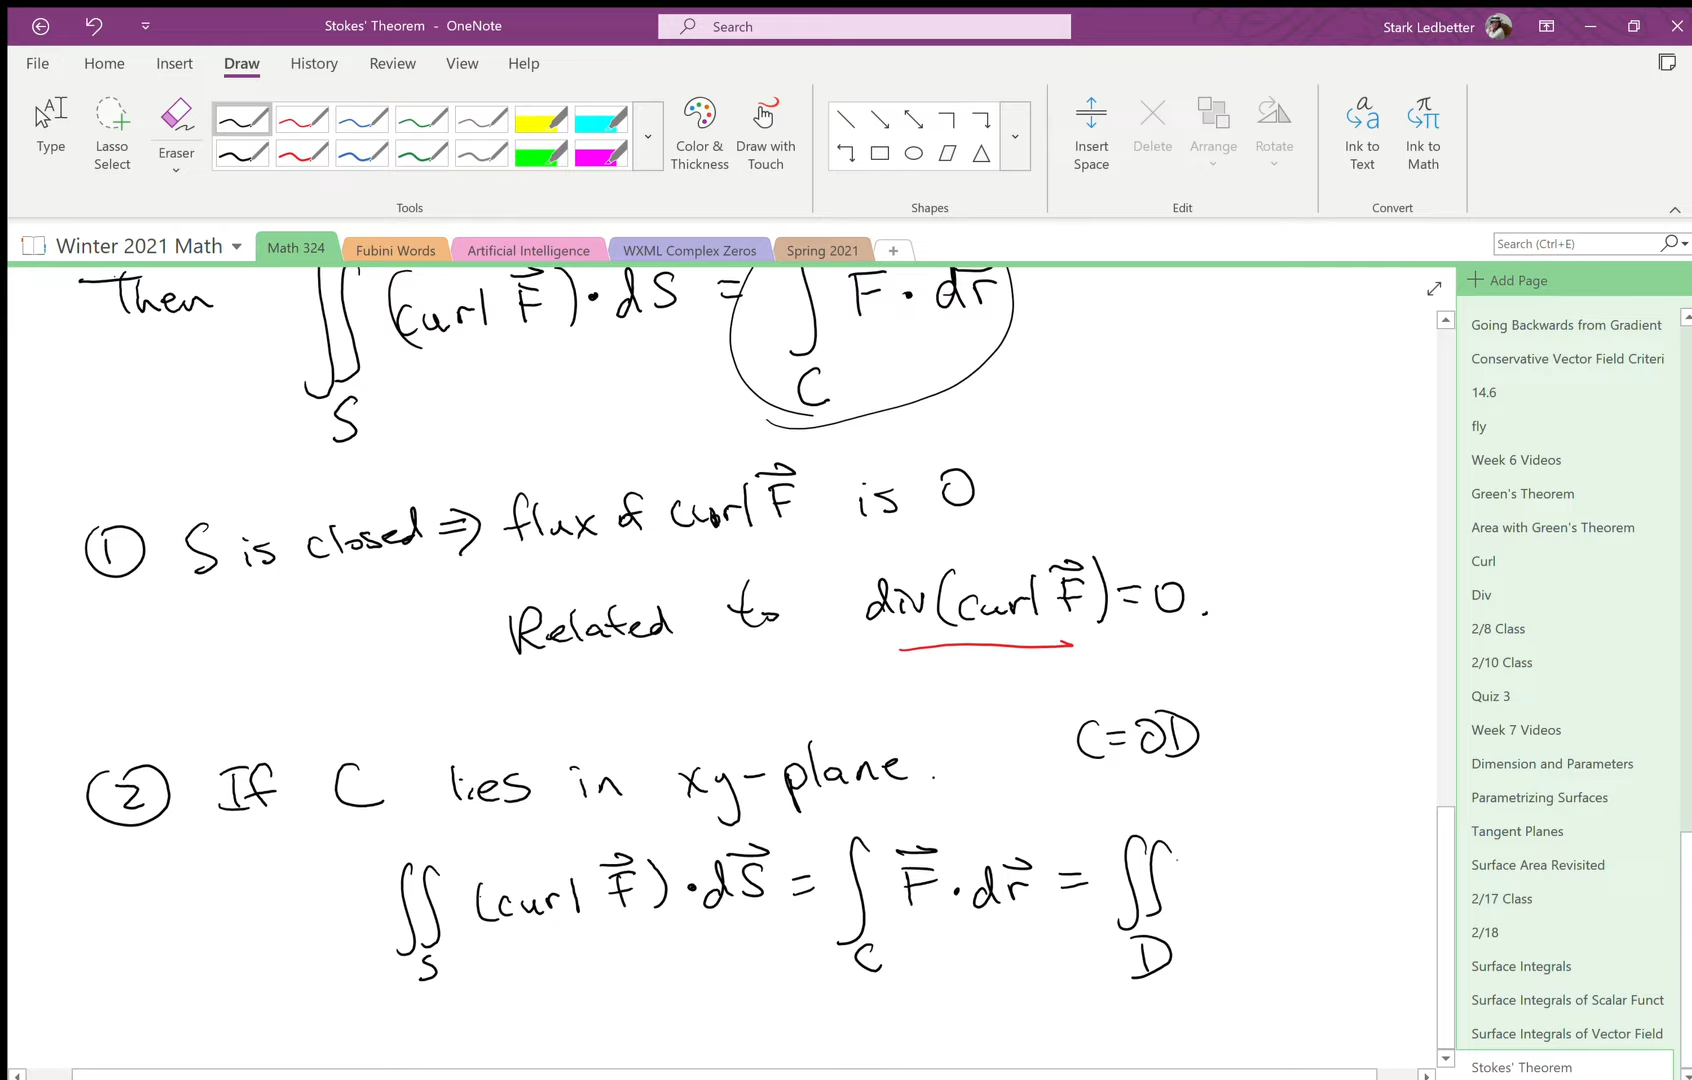 Stokes' Theorem - OneNote
Search
Stark Ledbetter
File Home Insert Draw History Review View Help
Type
Lasso Select
Eraser
Color & Thickness
Draw with Touch
Insert Space
Delete
Arrange
Rotate
Ink to Text
Ink to Math
Tools
Shapes
Edit
Convert
Winter 2021 Math
Math 324
Fubini Words
Artificial Intelligence
WXML Complex Zeros
Spring 2021
Search (Ctrl+E)
Then ∬_S (curl F⃗) · dS = ∫_C F · dr
① S is closed ⇒ flux of curl F⃗ is 0
Related to div(curl F⃗) = 0.
C = ∂D
② If C lies in xy-plane.
∬_S (curl F⃗) · dS⃗ = ∫_C F⃗ · dr⃗ = ∬_D
Add Page
Going Backwards from Gradient
Conservative Vector Field Criteri
14.6
fly
Week 6 Videos
Green's Theorem
Area with Green's Theorem
Curl
Div
2/8 Class
2/10 Class
Quiz 3
Week 7 Videos
Dimension and Parameters
Parametrizing Surfaces
Tangent Planes
Surface Area Revisited
2/17 Class
2/18
Surface Integrals
Surface Integrals of Scalar Funct
Surface Integrals of Vector Field
Stokes' Theorem